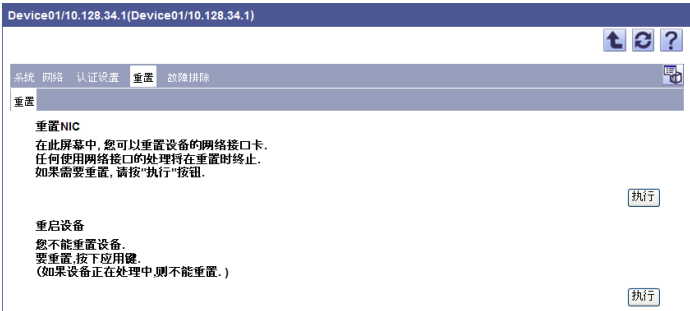 Device01/10.128.34.1(Device01/10.128.34.1)
?
系统 网络 认证设置 重置 故障排除
重置
重置NIC
在此屏幕中, 您可以重置设备的网络接口卡.
任何使用网络接口的处理将在重置时终止.
如果需要重置, 请按"执行"按钮.
执行
重启设备
您不能重置设备.
要重置,按下应用键.
(如果设备正在处理中,则不能重置. )
执行